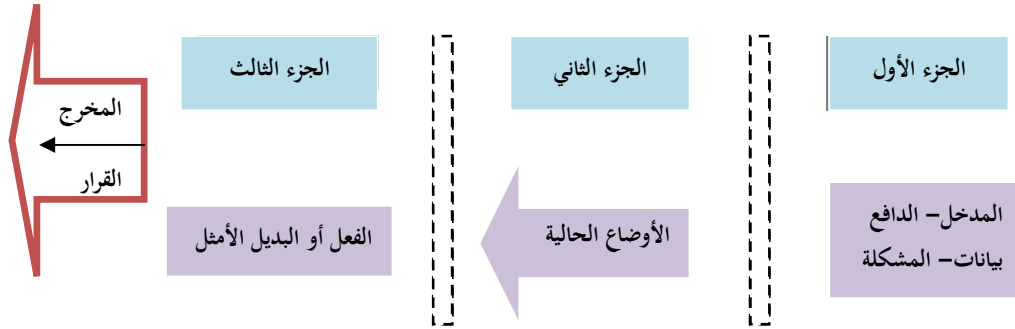 الجزء الأول
الجزء الثاني
الجزء الثالث
المدخل– الدافع
بيانات– المشكلة
الأوضاع الحالية
الفعل أو البديل الأمثل
المخرج
القرار